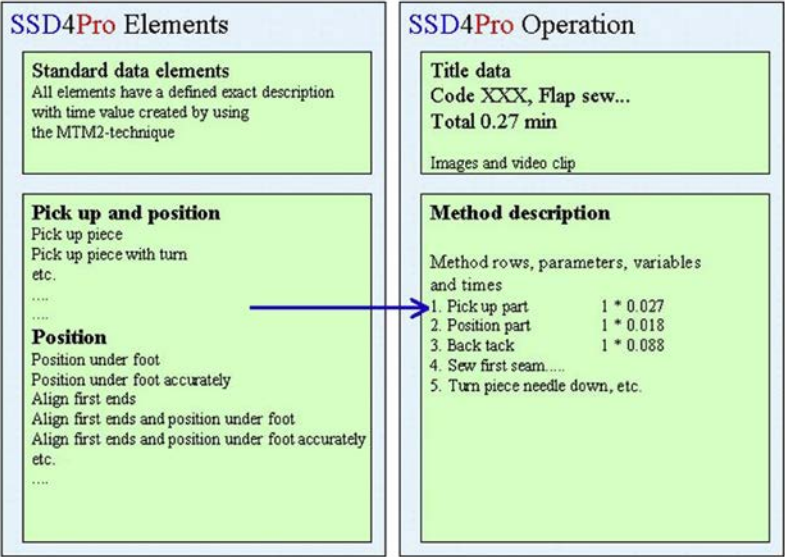 SSD4Pro Elements
Standard data elements
All elements have a defined exact description
with time value created by using
the MTM2-technique
Pick up and position
Pick up piece
Pick up piece with turn
etc.
....
....
Position
Position under foot
Position under foot accurately
Align first ends
Align first ends and position under foot
Align first ends and position under foot accurately
etc.
....
SSD4Pro Operation
Title data
Code XXX, Flap sew...
Total 0.27 min
Images and video clip
Method description
Method rows, parameters, variables
and times
1. Pick up part 1 * 0.027
2. Position part 1 * 0.018
3. Back tack 1 * 0.088
4. Sew first seam.....
5. Turn piece needle down, etc.